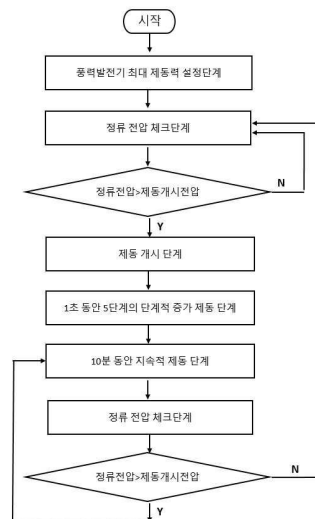 시작
풍력발전기 최대 제동력 설정단계
정류 전압 체크단계
정류전압>제동개시전압
N
Y
제동 개시 단계
1초 동안 5단계의 단계적 증가 제동 단계
10분 동안 지속적 제동 단계
정류 전압 체크단계
정류전압>제동개시전압
N
Y